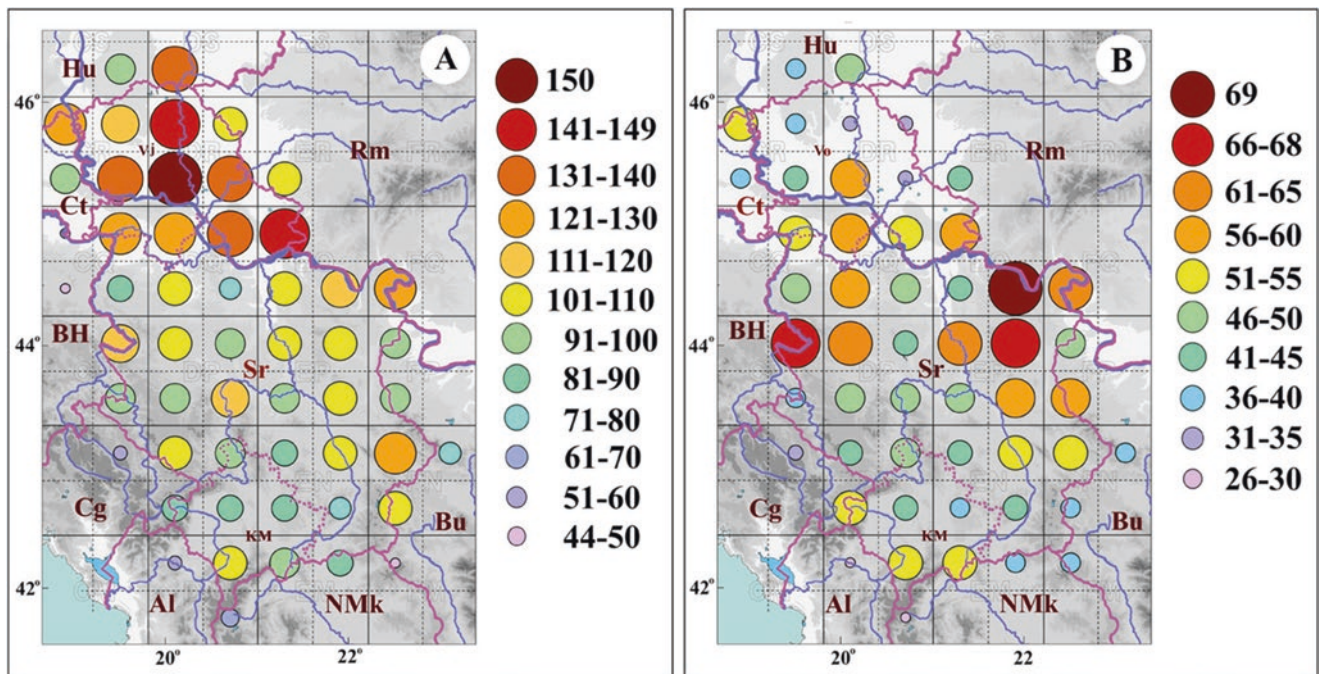 A
Hu
Vj
Rm
Ct
BH
Sr
Cg
KM
Bu
Al
NMk
46°
44°
42°
20°
22°
150
141-149
131-140
121-130
111-120
101-110
91-100
81-90
71-80
61-70
51-60
44-50
B
Hu
Vo
Rm
Ct
BH
Sr
Cg
KM
Bu
Al
NMk
46°
44°
42°
20°
22
69
66-68
61-65
56-60
51-55
46-50
41-45
36-40
31-35
26-30